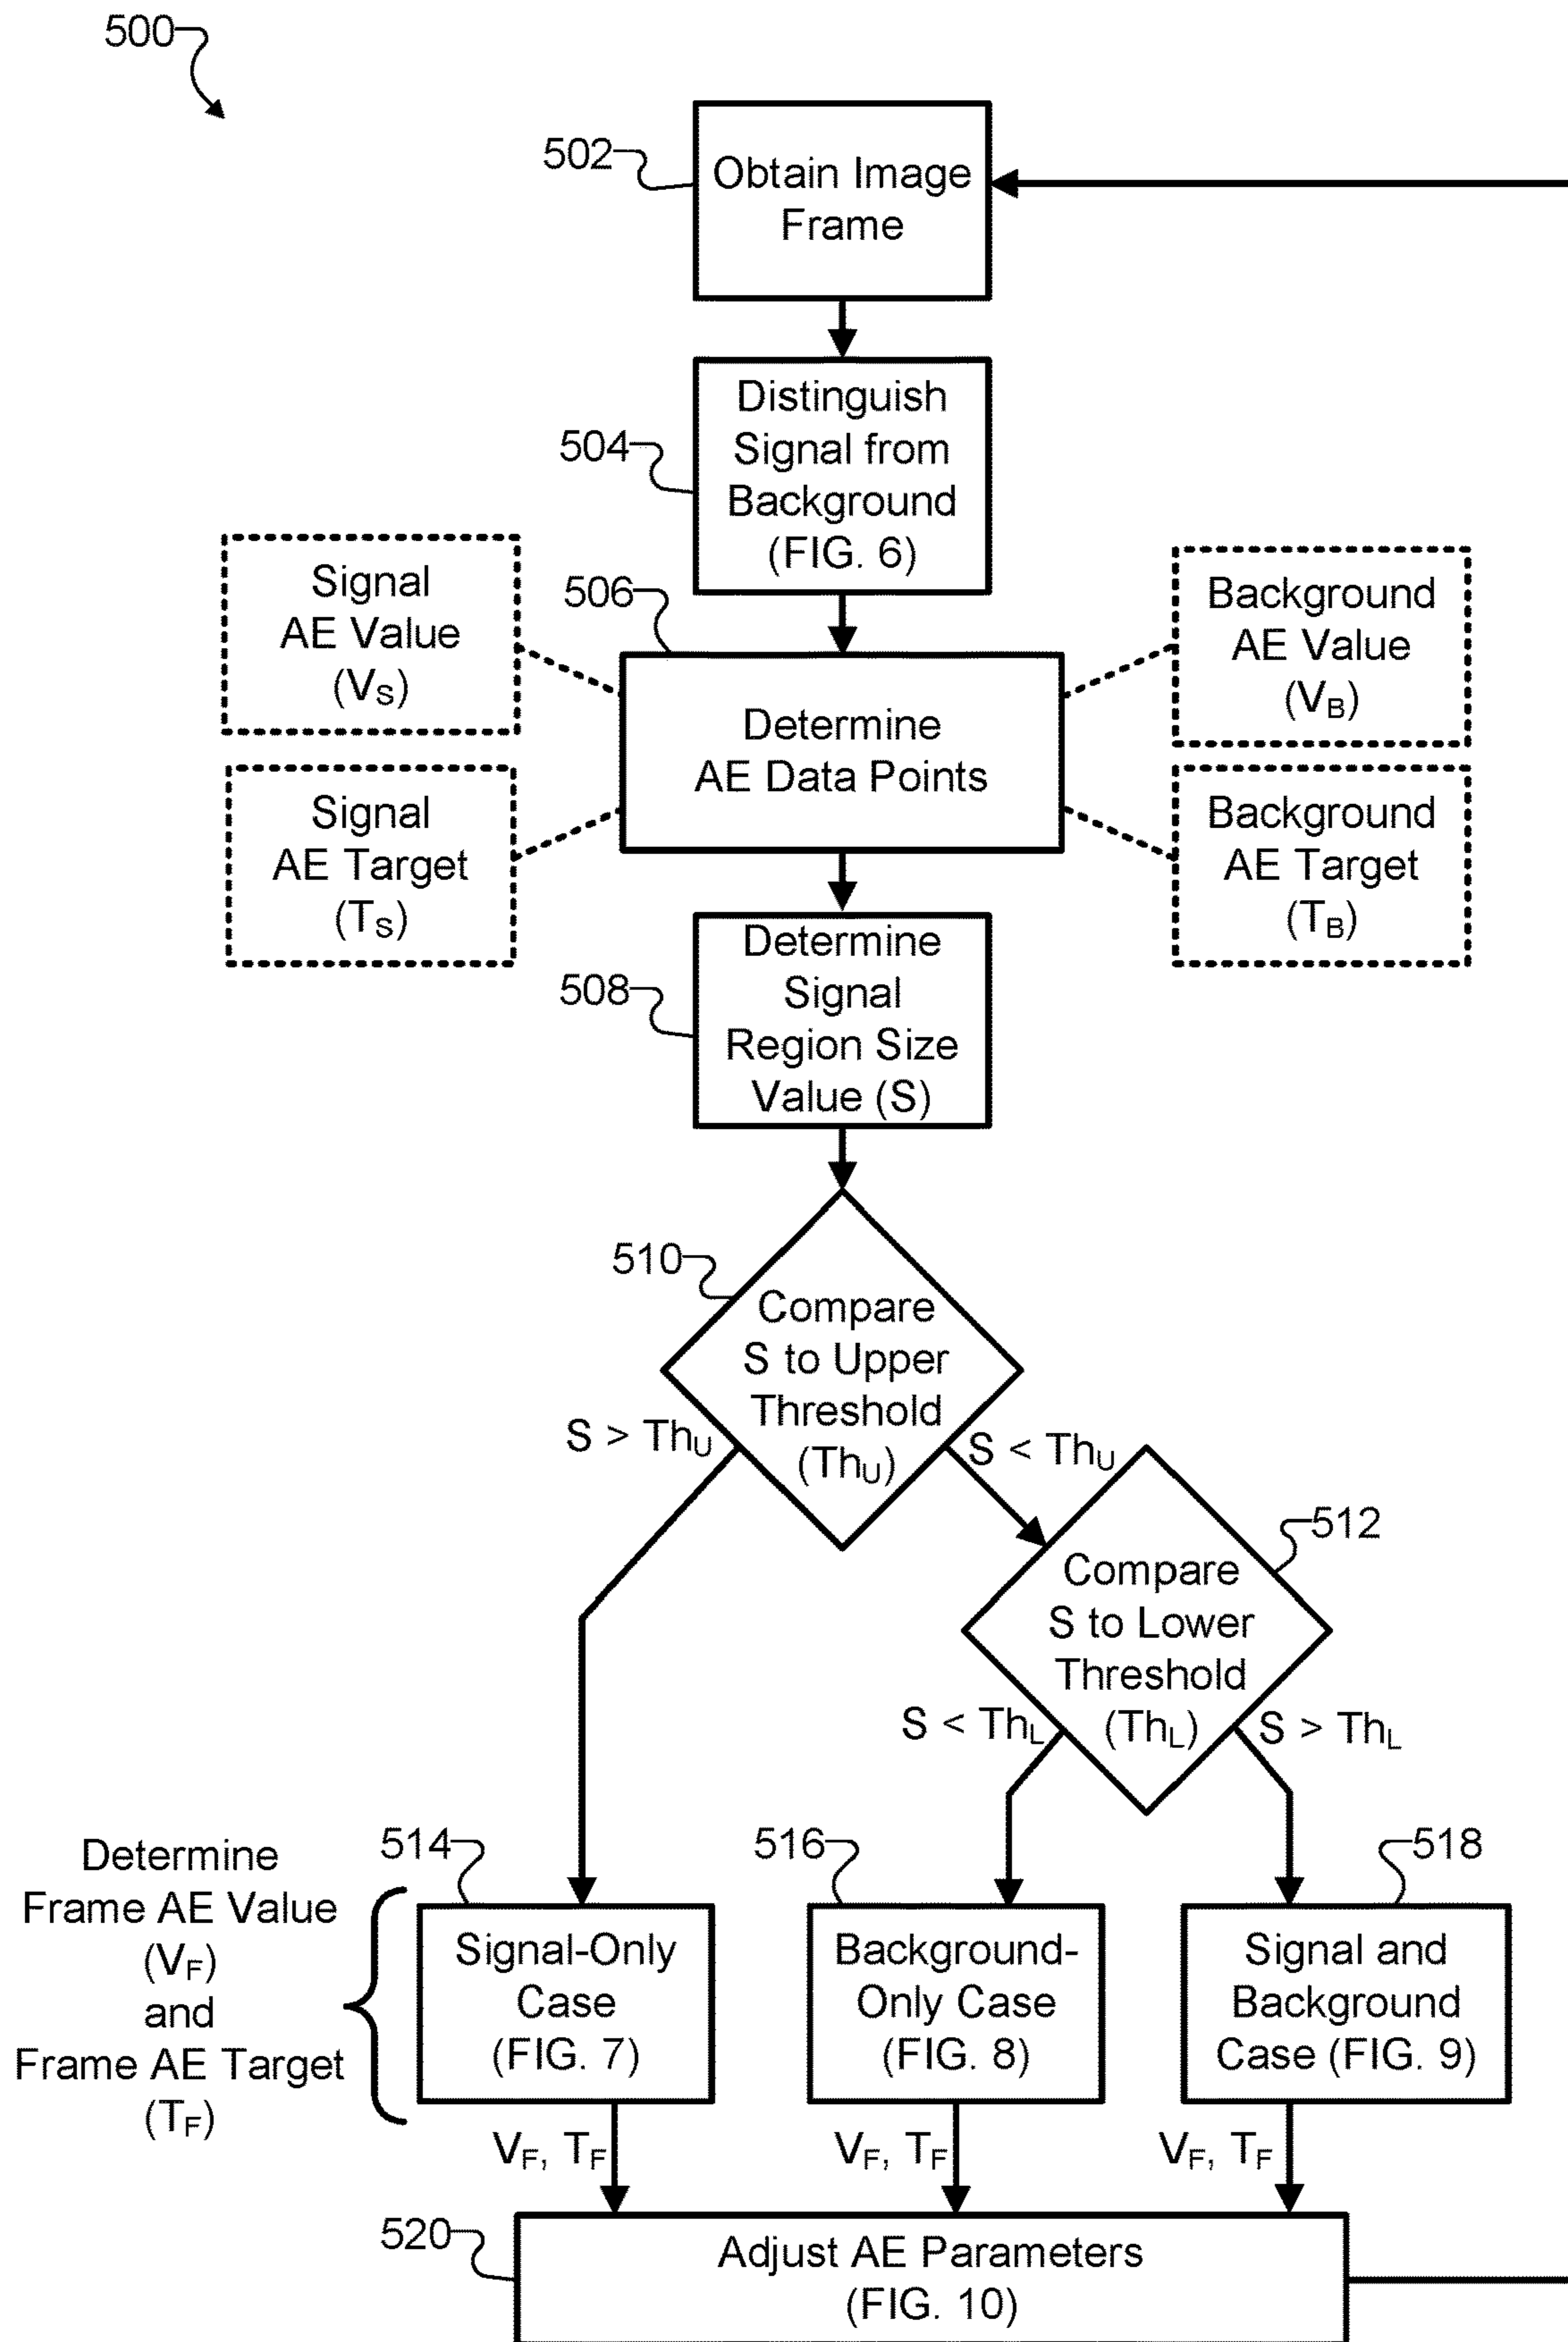 500
502
Obtain Image
Frame
504
Distinguish
Signal from
Background
(FIG. 6)
Signal
AE Value
(VS)
506
Background
AE Value
(VB)
Determine
AE Data Points
Signal
AE Target
(TS)
Background
AE Target
(TB)
508
Determine
Signal
Region Size
Value (S)
510
Compare
S to Upper
Threshold
(ThU)
S > ThU
S < ThU
512
Compare
S to Lower
Threshold
(ThL)
S < ThL
S > ThL
Determine
Frame AE Value
(VF)
and
Frame AE Target
(TF)
514
Signal-Only
Case
(FIG. 7)
516
Background-
Only Case
(FIG. 8)
518
Signal and
Background
Case (FIG. 9)
VF, TF
VF, TF
VF, TF
520
Adjust AE Parameters
(FIG. 10)